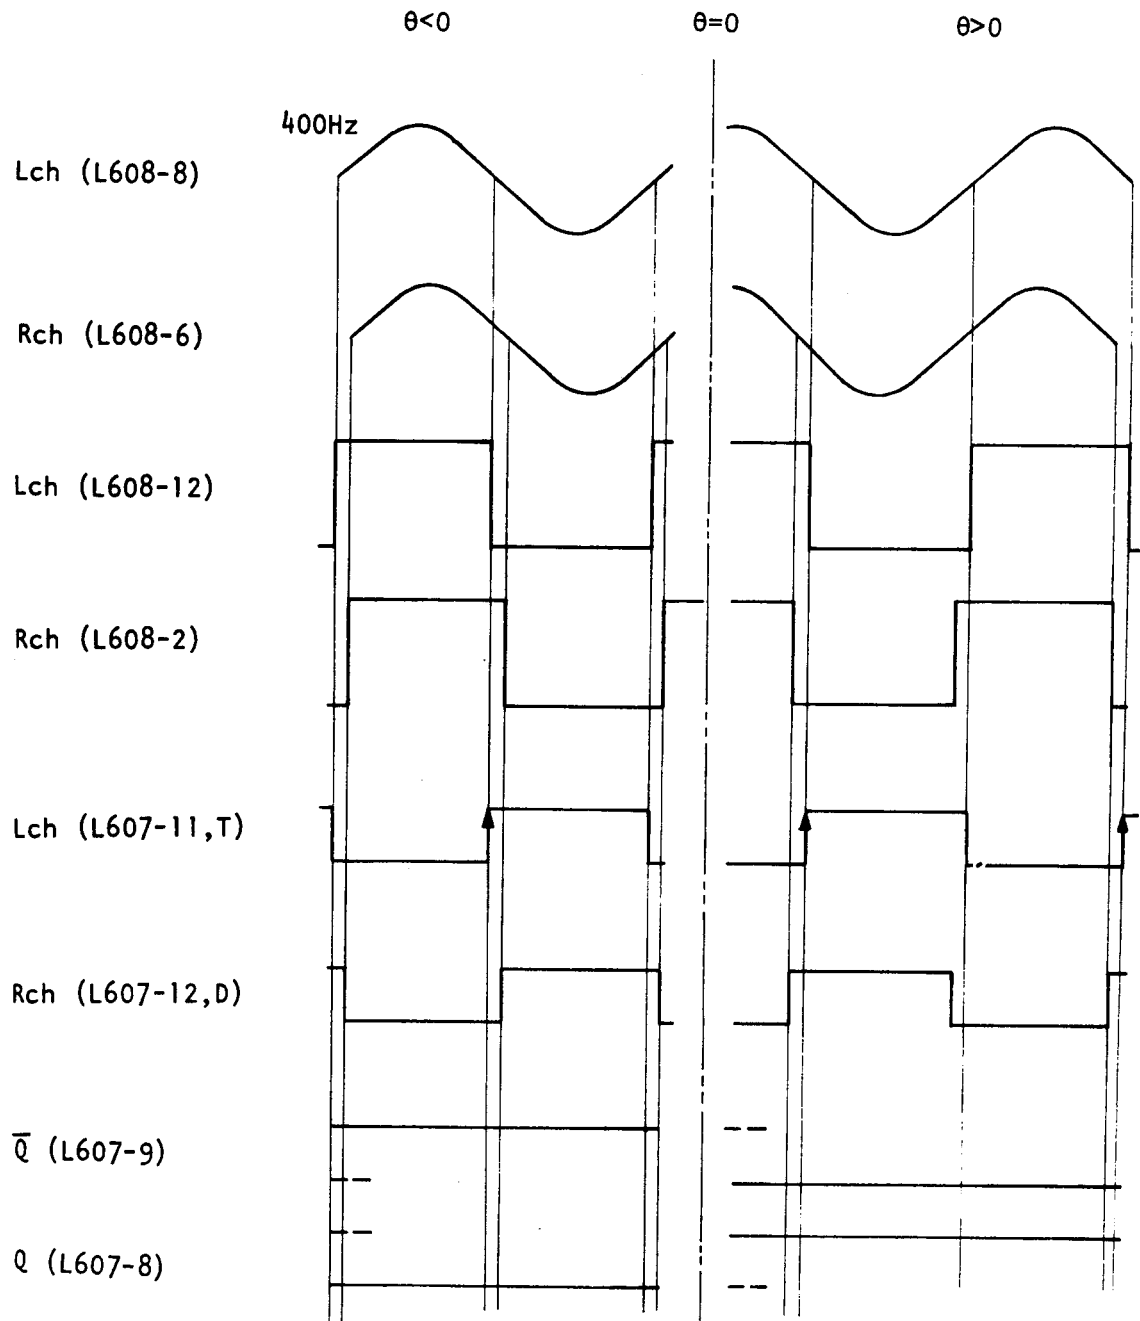 θ<0 θ=0 θ>0
400Hz
Lch (L608-8)
Rch (L608-6)
Lch (L608-12)
Rch (L608-2)
Lch (L607-11,T)
Rch (L607-12,D)
Q̅ (L607-9)
Q (L607-8)